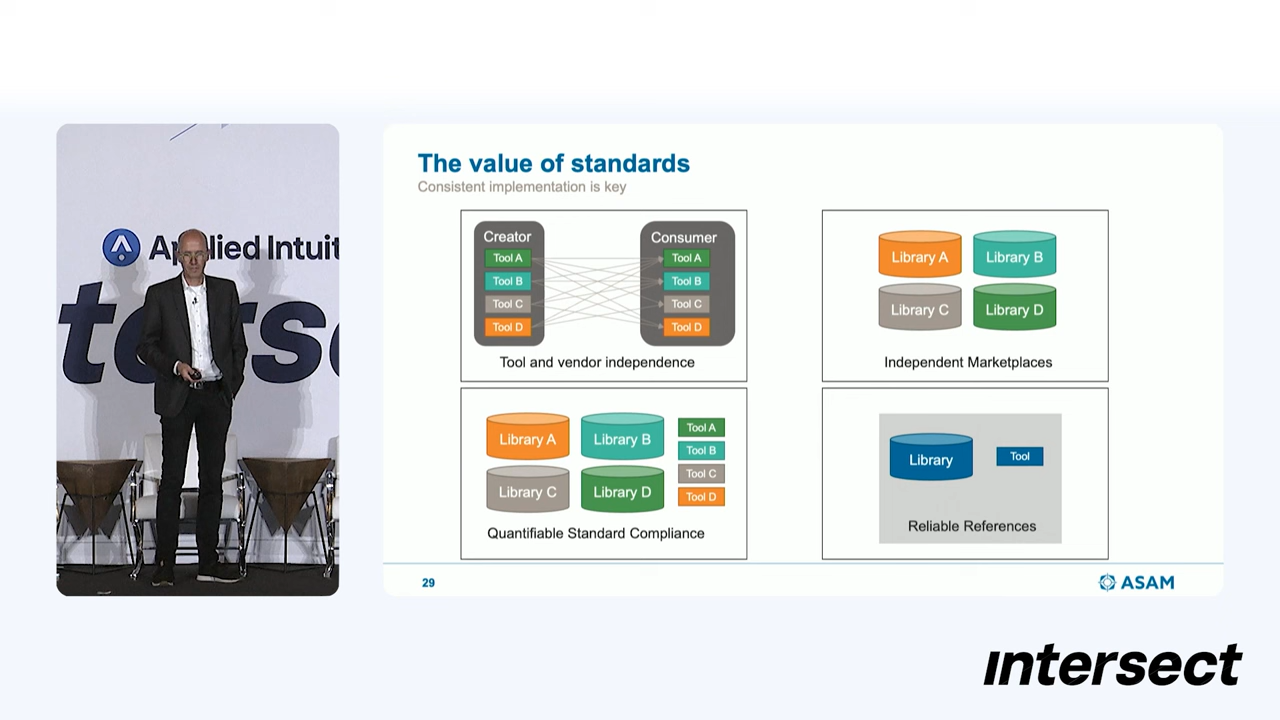 Applied Intuit
terse
The value of standards
Consistent implementation is key
Creator
Tool A
Tool B
Tool C
Tool D
Consumer
Tool A
Tool B
Tool C
Tool D
Tool and vendor independence
Library A
Library B
Library C
Library D
Independent Marketplaces
Library A
Library B
Library C
Library D
Tool A
Tool B
Tool C
Tool D
Quantifiable Standard Compliance
Library
Tool
Reliable References
29
ASAM
intersect